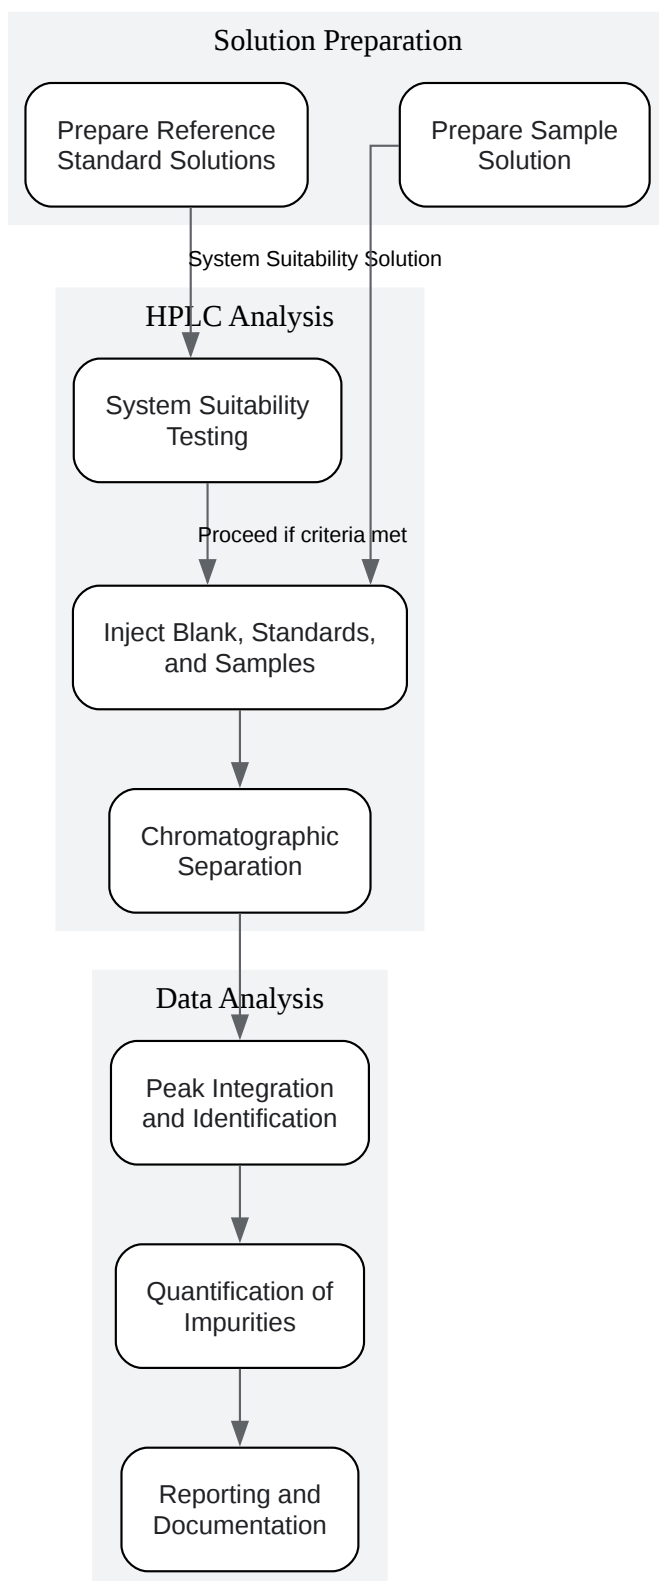 Solution Preparation
Prepare Reference
Standard Solutions
Prepare Sample
Solution
System Suitability Solution
HPLC Analysis
System Suitability
Testing
Proceed if criteria met
Inject Blank, Standards,
and Samples
Chromatographic
Separation
Data Analysis
Peak Integration
and Identification
Quantification of
Impurities
Reporting and
Documentation